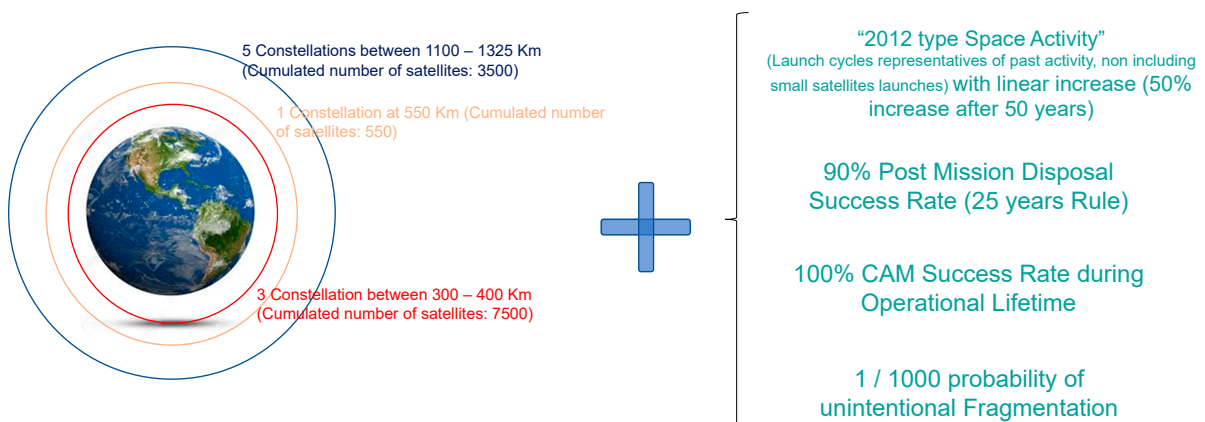 5 Constellations between 1100 – 1325 Km
(Cumulated number of satellites: 3500)
1 Constellation at 550 Km (Cumulated number
of satellites: 550)
3 Constellation between 300 – 400 Km
(Cumulated number of satellites: 7500)
“2012 type Space Activity”
(Launch cycles representatives of past activity, non including
small satellites launches) with linear increase (50%
increase after 50 years)
90% Post Mission Disposal
Success Rate (25 years Rule)
100% CAM Success Rate during
Operational Lifetime
1 / 1000 probability of
unintentional Fragmentation